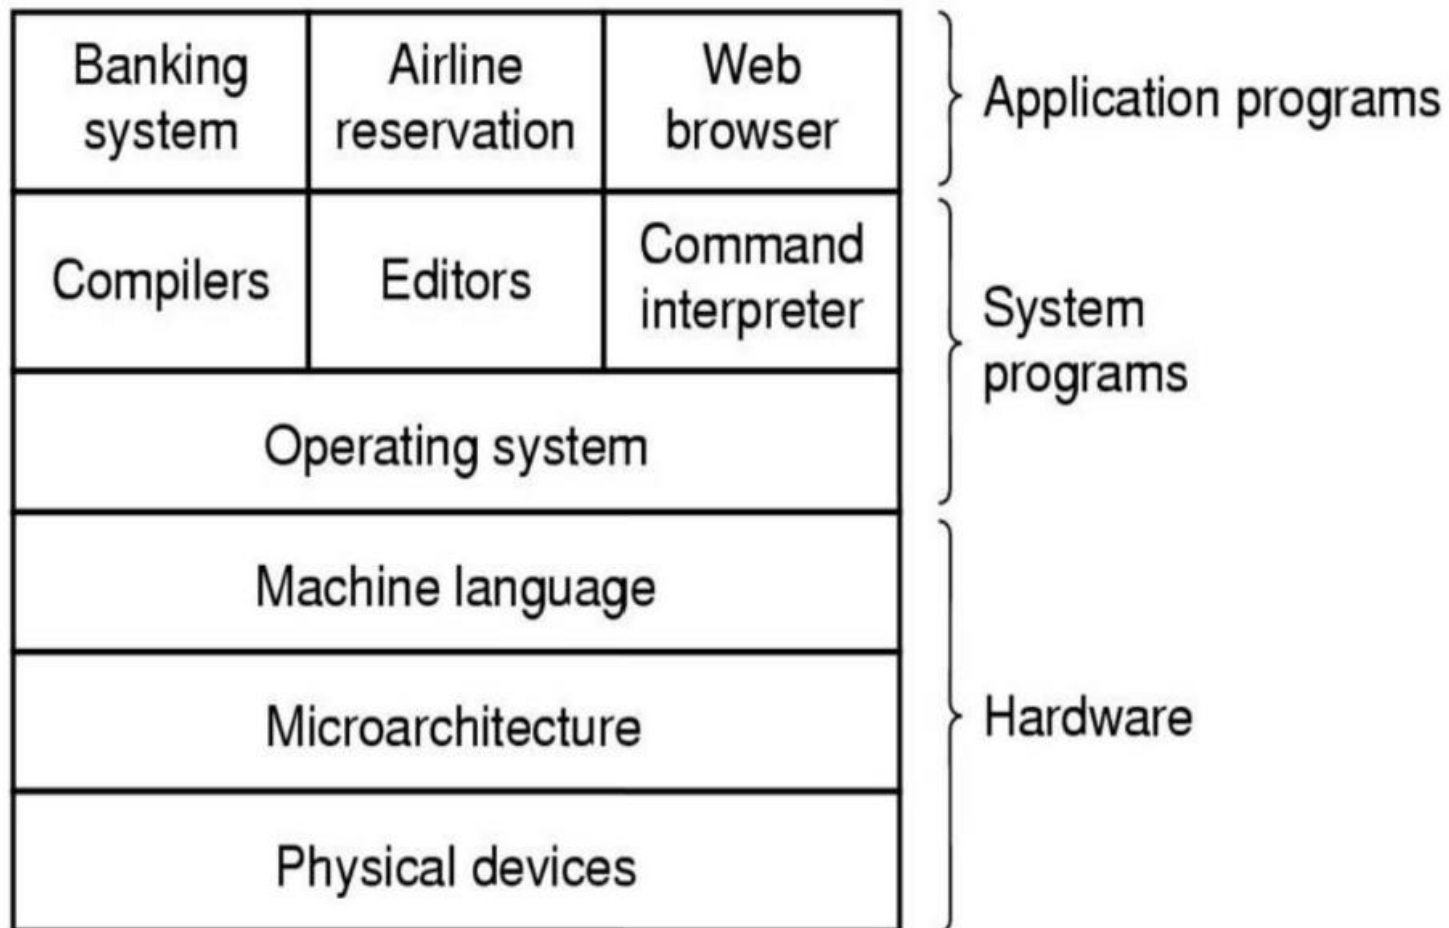 Banking
system
Airline
reservation
Web
browser
Application programs
Compilers
Editors
Command
interpreter
System
programs
Operating system
Machine language
Microarchitecture
Hardware
Physical devices